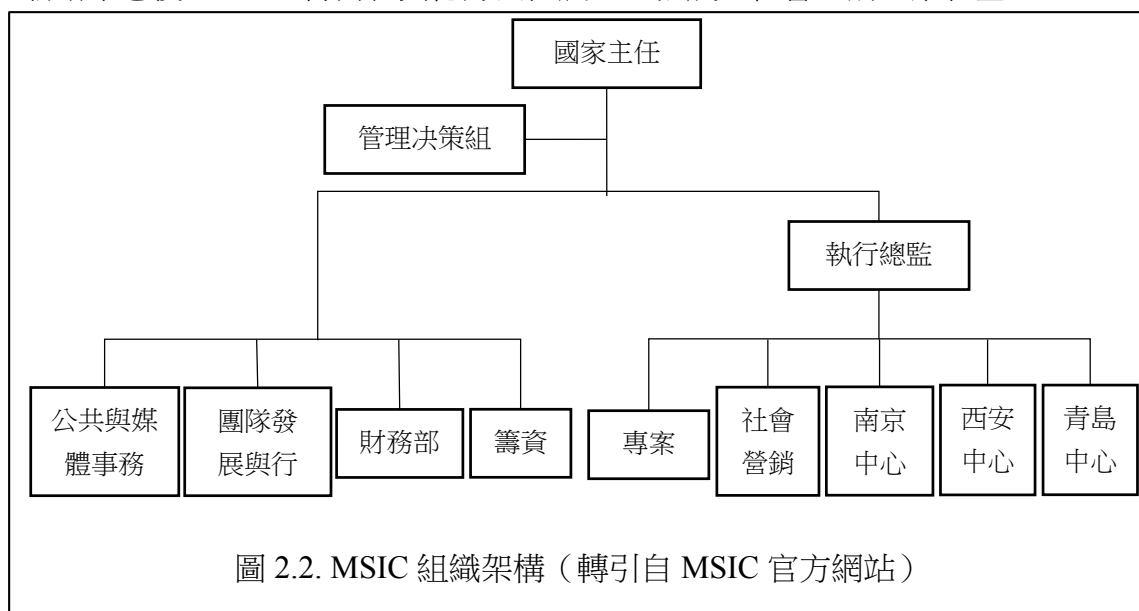 國家主任
管理決策組
執行總監
公共與媒
體事務
團隊發
展與行
財務部
籌資
專案
社會
營銷
南京
中心
西安
中心
青島
中心
圖 2.2. MSIC 組織架構（轉引自 MSIC 官方網站）